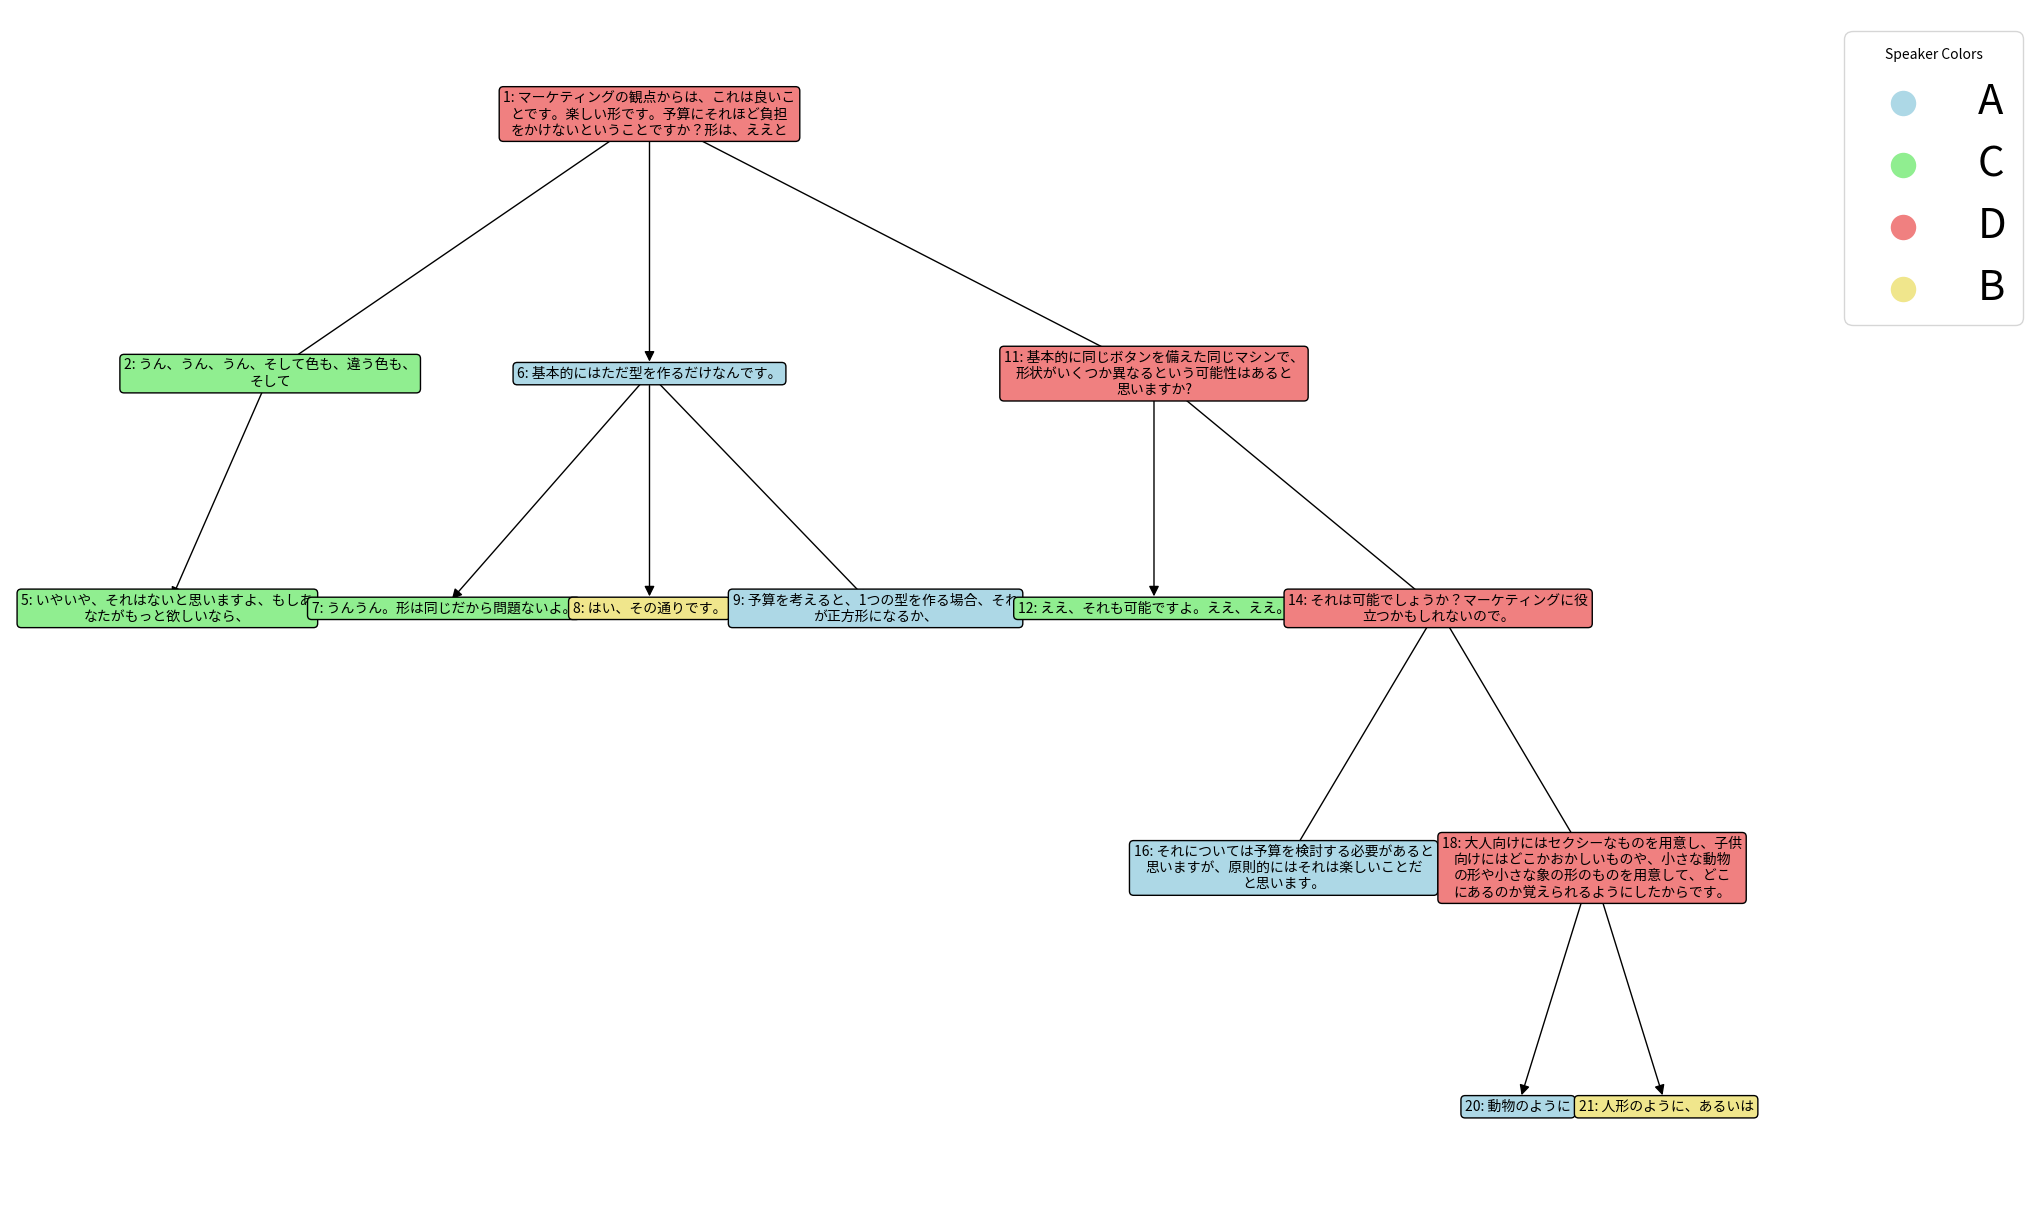 Speaker Colors
A
C
D
B
1: マーケティングの観点からは、これは良いこ
とです。楽しい形です。予算にそれほど負担
をかけないということですか？形は、ええと
2: うん、うん、うん、そして色も、違う色も、
そして
6: 基本的にはただ型を作るだけなんです。
11: 基本的に同じボタンを備えた同じマシンで、
形状がいくつか異なるという可能性はあると
思いますか?
5: いやいや、それはないと思いますよ、もしあ
なたがもっと欲しいなら、
7: うんうん。形は同じだから問題ないよ。
8: はい、その通りです。
9: 予算を考えると、1つの型を作る場合、それ
が正方形になるか、
12: ええ、それも可能ですよ。ええ、ええ。
14: それは可能でしょうか？マーケティングに役
立つかもしれないので。
16: それについては予算を検討する必要があると
思いますが、原則的にはそれは楽しいことだ
と思います。
18: 大人向けにはセクシーなものを用意し、子供
向けにはどこかおかしいものや、小さな動物
の形や小さな象の形のものを用意して、どこ
にあるのか覚えられるようにしたからです。
20: 動物のように
21: 人形のように、あるいは